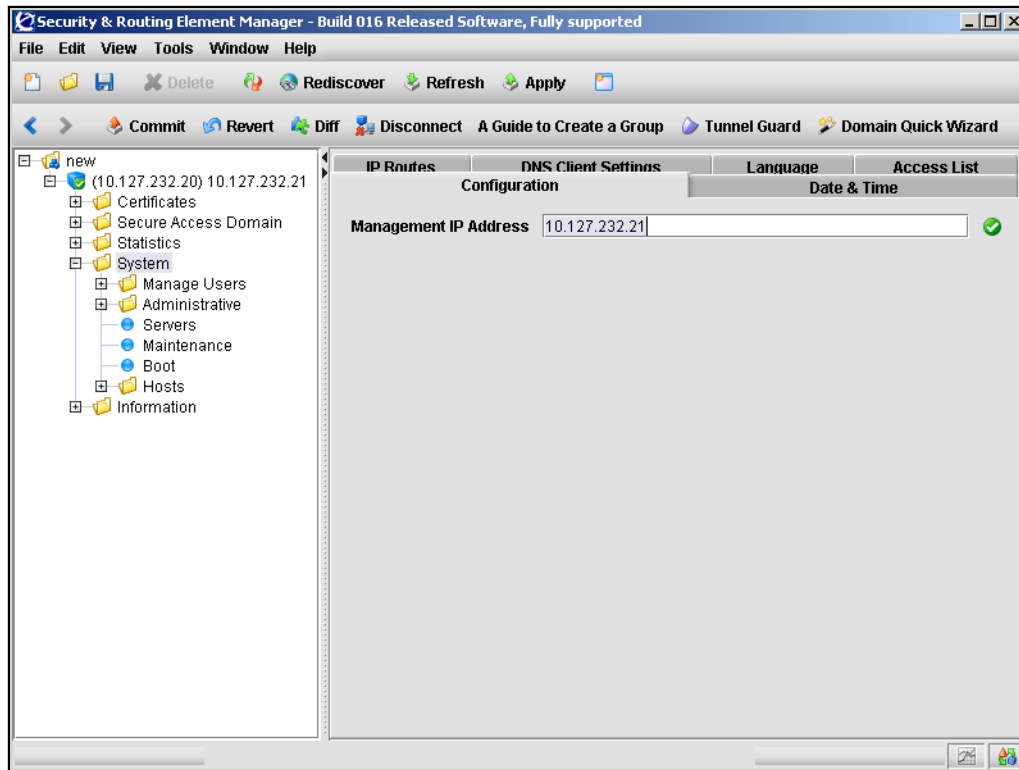 Security & Routing Element Manager - Build 016 Released Software, Fully supported
File Edit View Tools Window Help
Delete Rediscover Refresh Apply
Commit Revert Diff Disconnect A Guide to Create a Group Tunnel Guard Domain Quick Wizard
new
(10.127.232.20) 10.127.232.21
Certificates
Secure Access Domain
Statistics
System
Manage Users
Administrative
Servers
Maintenance
Boot
Hosts
Information
IP Routes DNS Client Settings Language Access List
Configuration Date & Time
Management IP Address 10.127.232.21